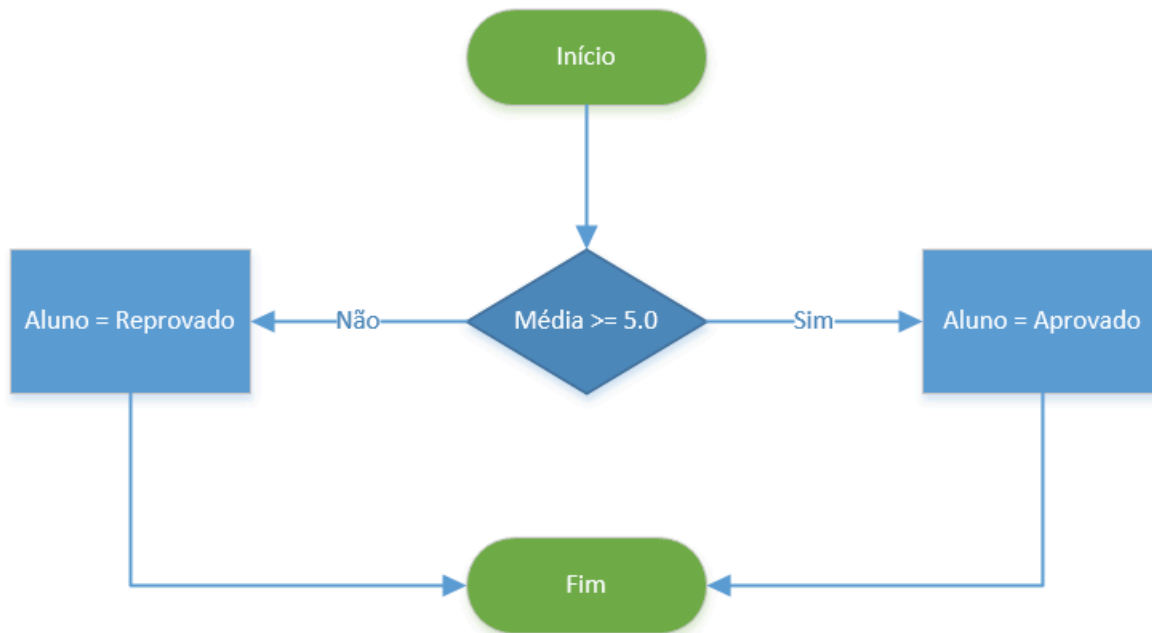 Início
Aluno = Reprovado
Não
Média >= 5.0
Sim
Aluno = Aprovado
Fim